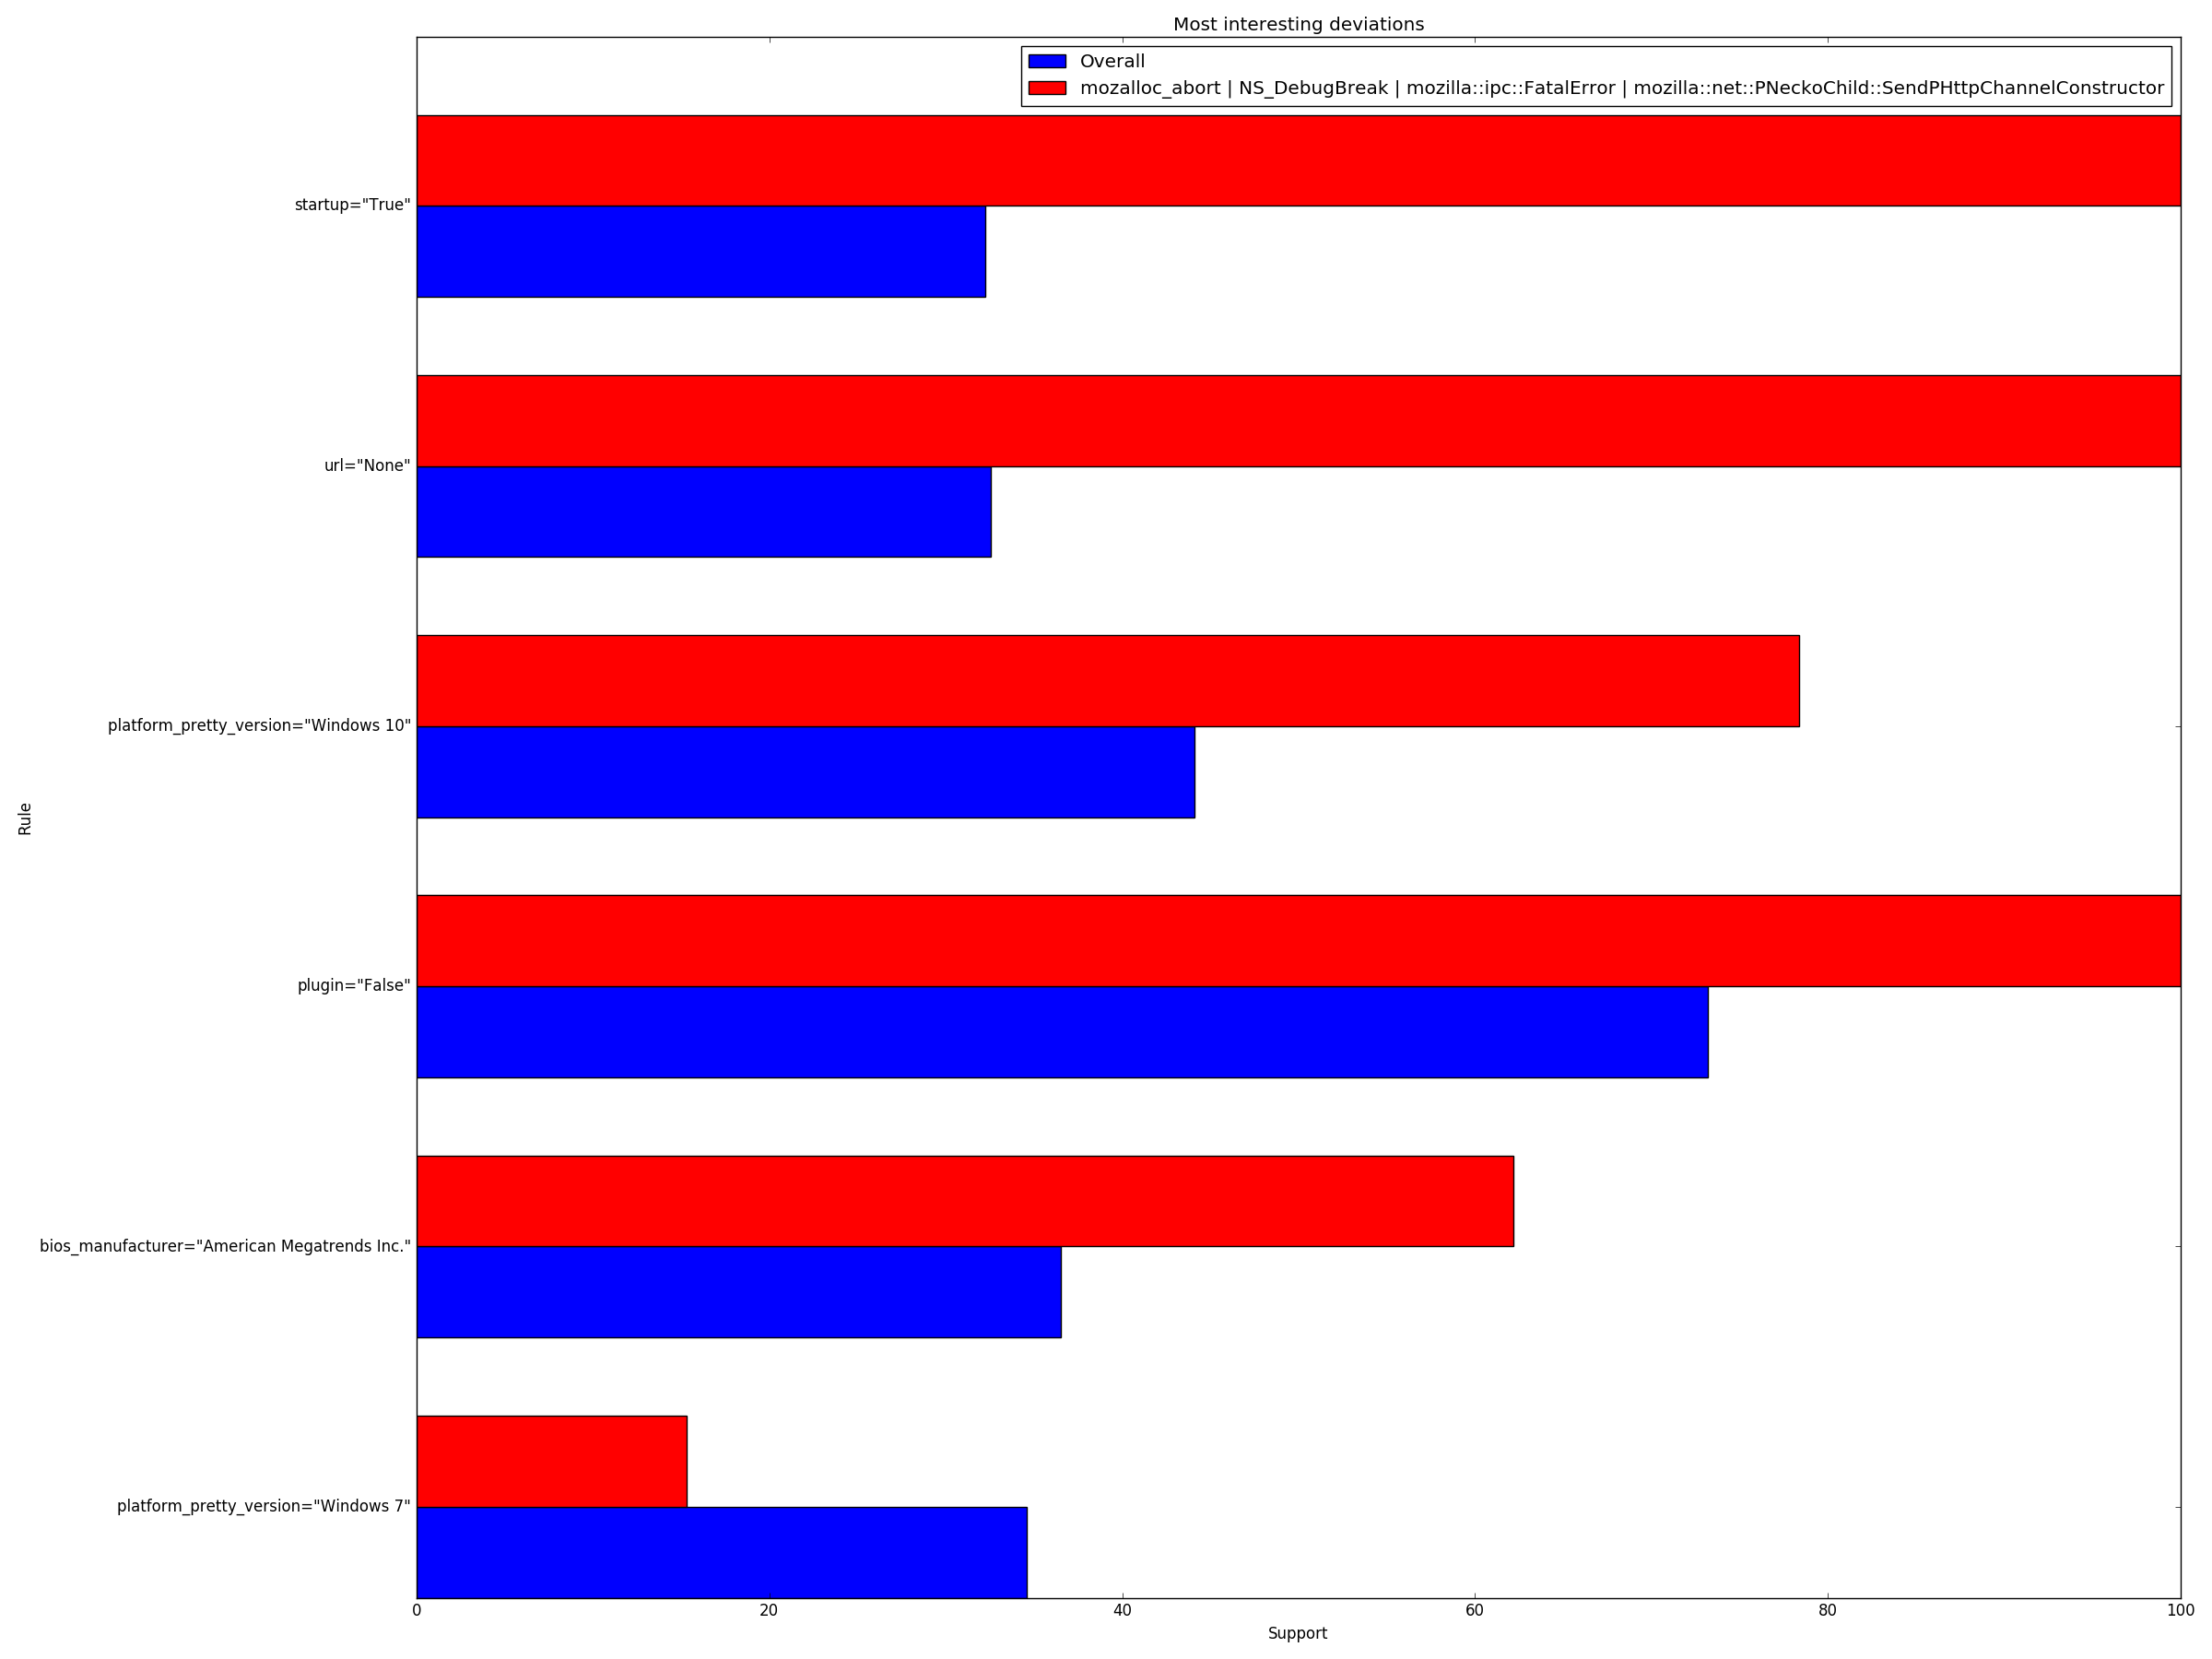 Most interesting deviations
Overall
mozalloc_abort | NS_DebugBreak | mozilla::ipc::FatalError | mozilla::net::PNeckoChild::SendPHttpChannelConstructor
startup="True"
url="None"
platform_pretty_version="Windows 10"
Rule
plugin="False"
bios_manufacturer="American Megatrends Inc."
platform_pretty_version="Windows 7"
0 20 40 60 80 100
Support